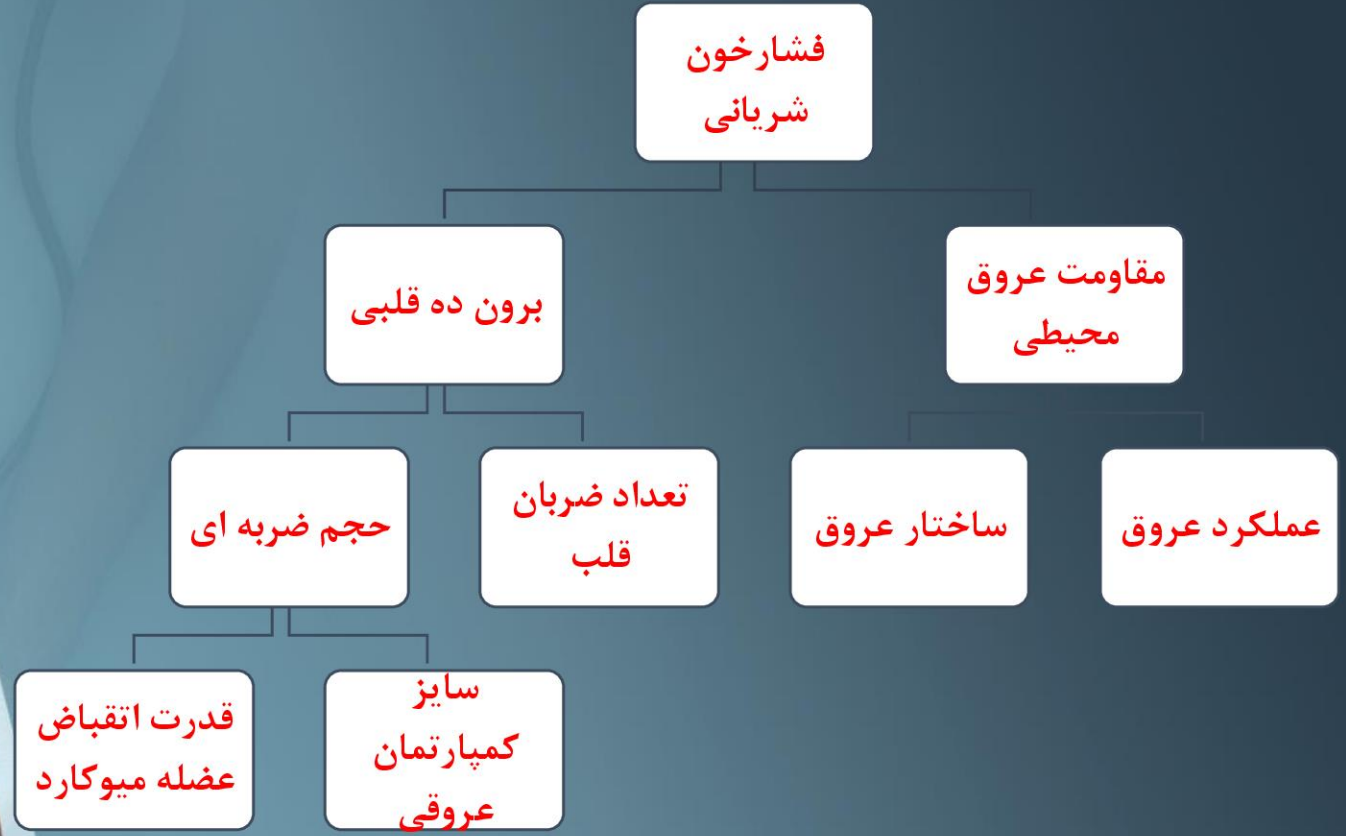 فشارخون
شریانی
مقاومت عروق
محیطی
برون ده قلبی
عملکرد عروق
ساختار عروق
تعداد ضربان
قلب
حجم ضربه ای
سایز
کمپارتمان
عروقی
قدرت اتقباض
عضله میوکارد